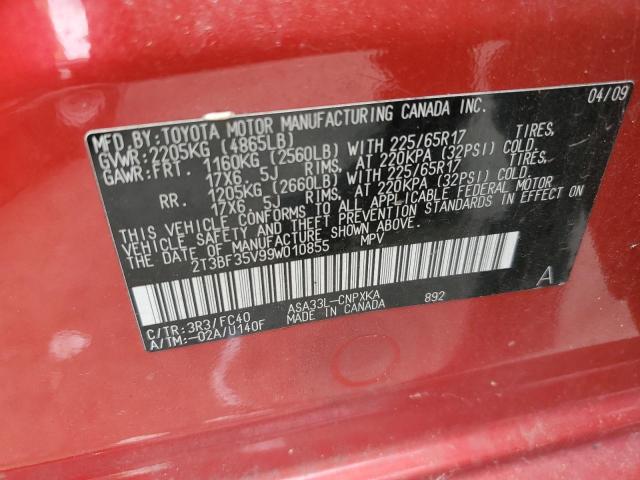 MFD. BY: TOYOTA MOTOR MANUFACTURING CANADA INC. 04/09
GVWR: 2205KG (4865LB)
GAWR: FRT. 1160KG (2560LB) WITH 225/65R17 TIRES,
17X6.5J RIMS, AT 220KPA (32PSI) COLD.
RR. 1205KG (2660LB) WITH 225/65R17 TIRES,
17X6.5J RIMS, AT 220KPA (32PSI) COLD.
THIS VEHICLE CONFORMS TO ALL APPLICABLE FEDERAL MOTOR
VEHICLE SAFETY AND THEFT PREVENTION STANDARDS IN EFFECT ON
THE DATE OF MANUFACTURE SHOWN ABOVE.
2T3BF35V99W010855 MPV
A
C/TR: 3R3/FC40 ASA33L-CNPXKA 892
A/TM:-02A/U140F MADE IN CANADA